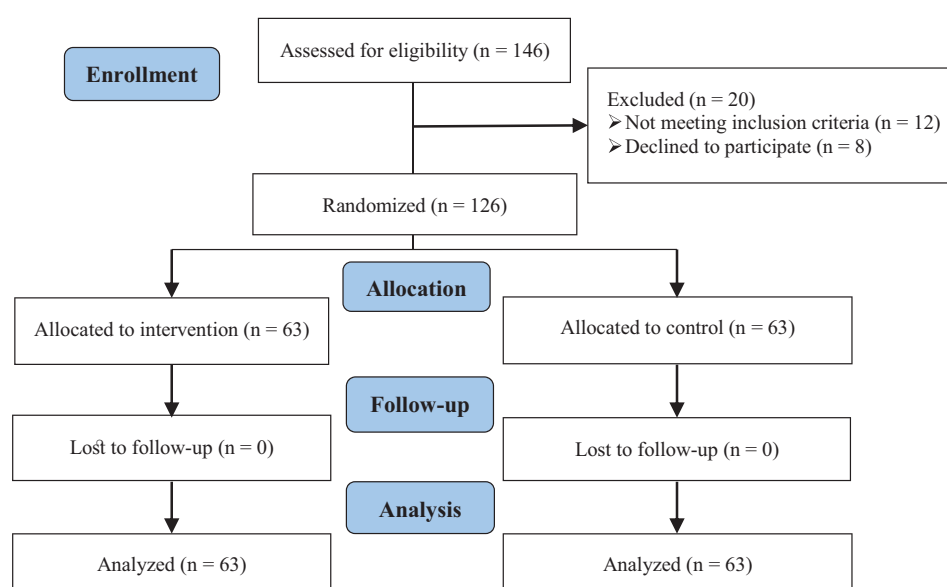 Assessed for eligibility (n = 146)
Enrollment
Excluded (n = 20)
➢Not meeting inclusion criteria (n = 12)
➢Declined to participate (n = 8)
Randomized (n = 126)
Allocation
Allocated to intervention (n = 63)
Allocated to control (n = 63)
Follow-up
Lost to follow-up (n = 0)
Lost to follow-up (n = 0)
Analysis
Analyzed (n = 63)
Analyzed (n = 63)